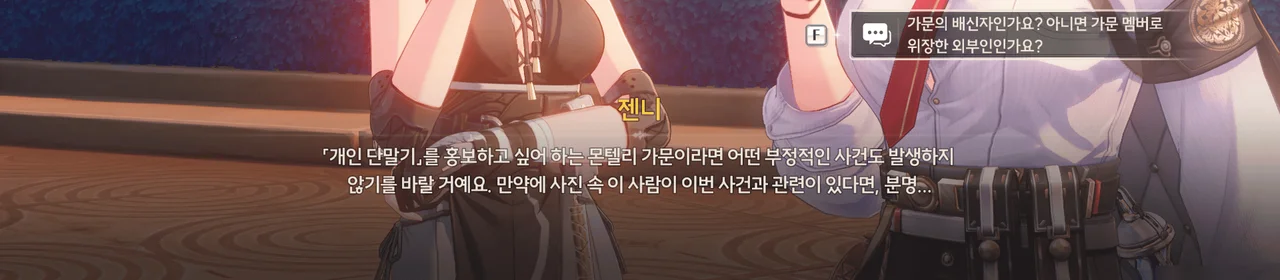 가문의 배신자인가요? 아니면 가문 멤버로
위장한 외부인인가요?
F
젠니
「개인 단말기」를 홍보하고 싶어 하는 몬텔리 가문이라면 어떤 부정적인 사건도 발생하지
않기를 바랄 거예요. 만약에 사진 속 이 사람이 이번 사건과 관련이 있다면, 분명...